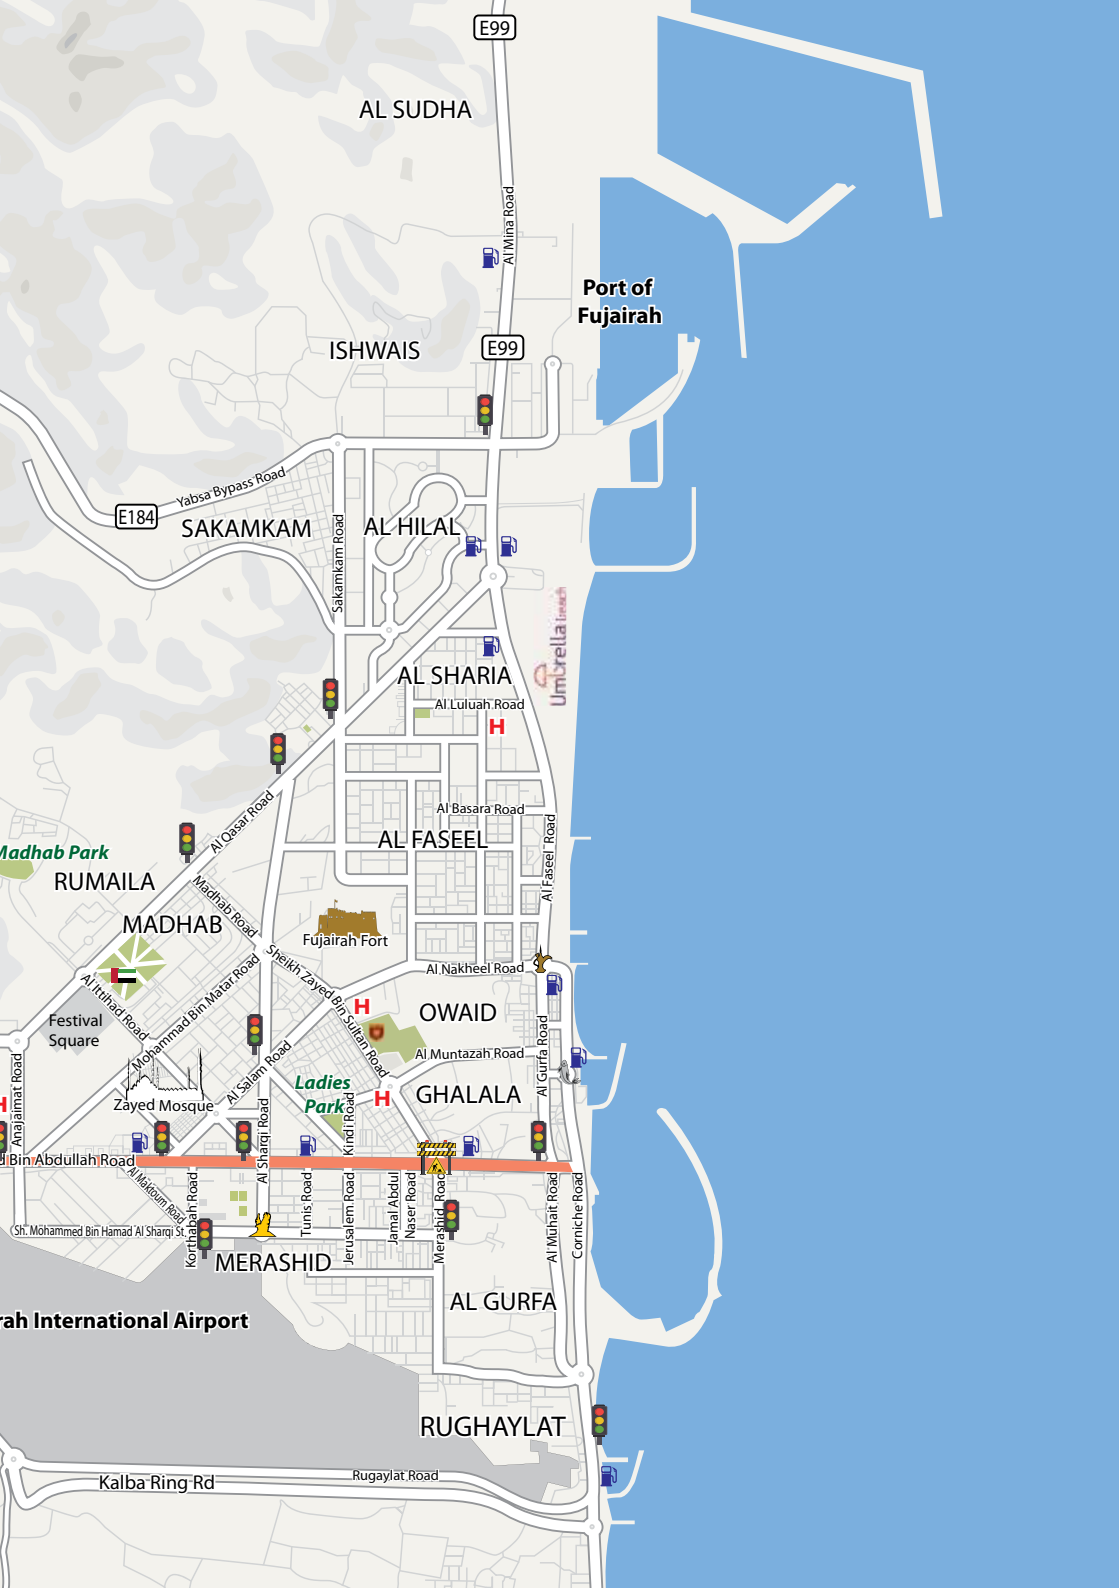 E99
AL SUDHA
Al Mina Road
Port of
Fujairah
E99
ISHWAIS
Yabsa Bypass Road
E184
SAKAMKAM
Sakamkam Road
AL HILAL
Umbrella Beach
AL SHARIA
Al Luluah Road
H
Al Qasar Road
Al Basara Road
AL FASEEL
Al Faseel Road
Madhab Park
RUMAILA
Madhab Road
MADHAB
Fujairah Fort
Sheikh Zayed Bin Sultan Road
Al Nakheel Road
Al Ittihad Road
Mohammad Bin Matar Road
H
OWAID
Festival
Square
Al Gurfa Road
Al Muntazah Road
Al Salam Road
Anajaimat Road
Ladies
Park
H
GHALALA
Zayed Mosque
H
Kindi Road
Al Sharqi Road
Bin Abdullah Road
Al Maktoum Road
Korthabah Road
Tunis Road
Jerusalem Road
Jamal Abdul
Naser Road
Merashid Road
Al Muhait Road
Corniche Road
Sh. Mohammed Bin Hamad Al Sharqi St.
MERASHID
AL GURFA
rah International Airport
RUGHAYLAT
Rugaylat Road
Kalba Ring Rd